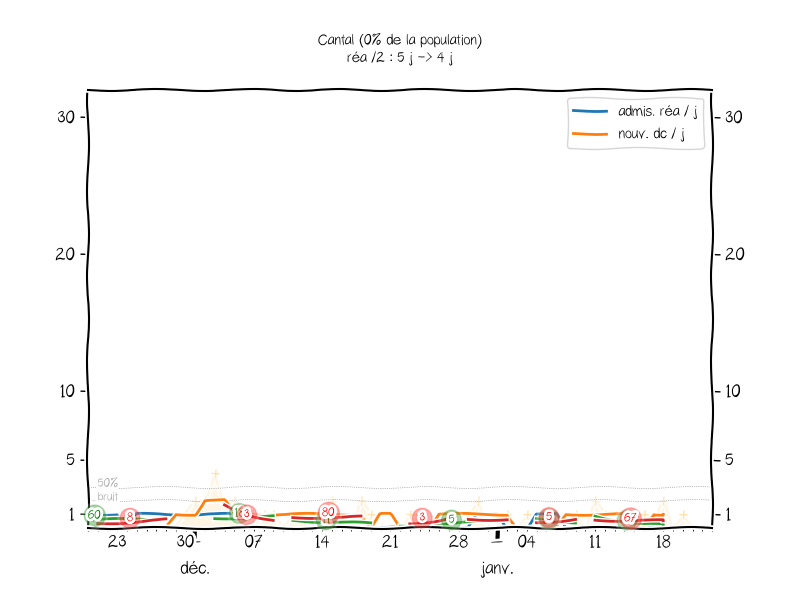 Cantal (0% de la population)
réa /2 : 5 j -> 4 j
admis. réa / j
nouv. dc / j
30 30
20 20
10 10
5 5
50%
bruit
1 1
60 8 3 80 3 5 5 67
23 30 07 14 21 28 04 11 18
déc. janv.